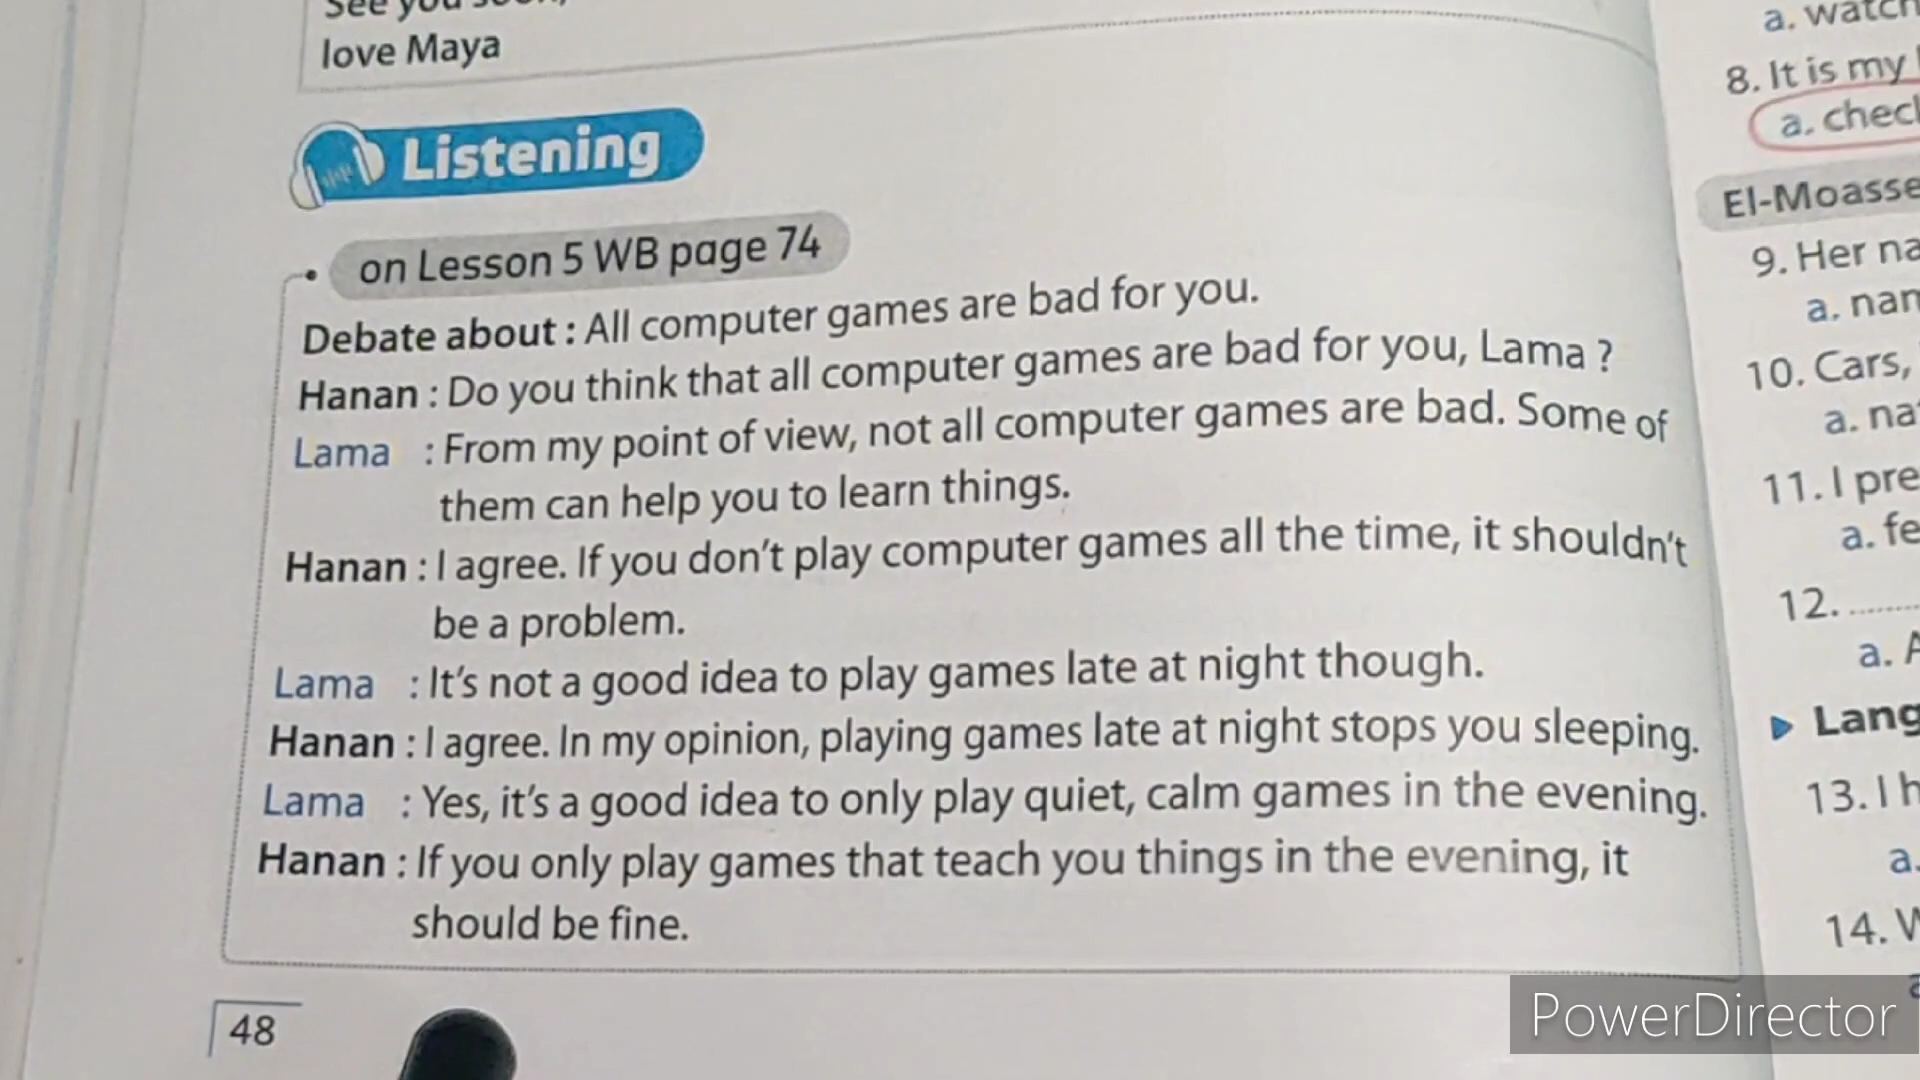 See you soon,
love Maya
Listening
on Lesson 5 WB page 74
Debate about : All computer games are bad for you.
Hanan : Do you think that all computer games are bad for you, Lama ?
Lama : From my point of view, not all computer games are bad. Some of
them can help you to learn things.
Hanan : I agree. If you don't play computer games all the time, it shouldn't
be a problem.
Lama : It's not a good idea to play games late at night though.
Hanan : I agree. In my opinion, playing games late at night stops you sleeping.
Lama : Yes, it's a good idea to only play quiet, calm games in the evening.
Hanan : If you only play games that teach you things in the evening, it
should be fine.
48
a. watch
8. It is my
a. chec
El-Moasse
9. Her na
a. nan
10. Cars,
a. na
11. I pre
a. fe
12. ........
a. A
Lang
13. I h
a.
14. W
PowerDirector